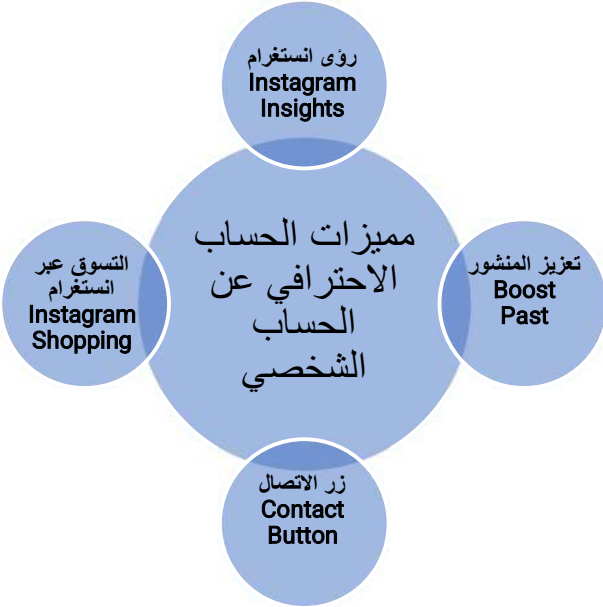 رؤى انستغرام
Instagram
Insights
مميزات الحساب
الاحترافي عن
الحساب
الشخصي
تعزيز المنشور
Boost
Past
زر الاتصال
Contact
Button
التسوق عبر
انستغرام
Instagram
Shopping